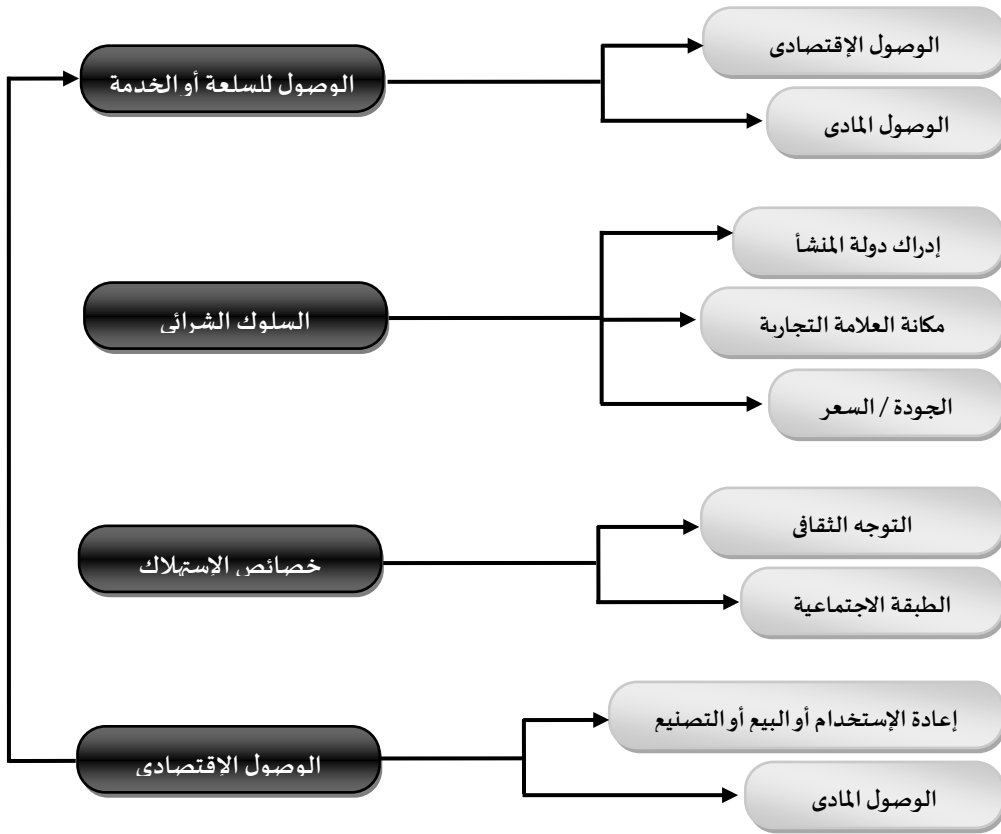 الوصول للسلعة أو الخدمة
الوصول الإقتصادى
الوصول المادى
السلوك الشرائى
إدراك دولة المنشأ
مكانة العلامة التجارية
الجودة / السعر
خصائص الإستهلاك
التوجه الثقافى
الطبقة الاجتماعية
الوصول الإقتصادى
إعادة الإستخدام أو البيع أو التصنيع
الوصول المادى